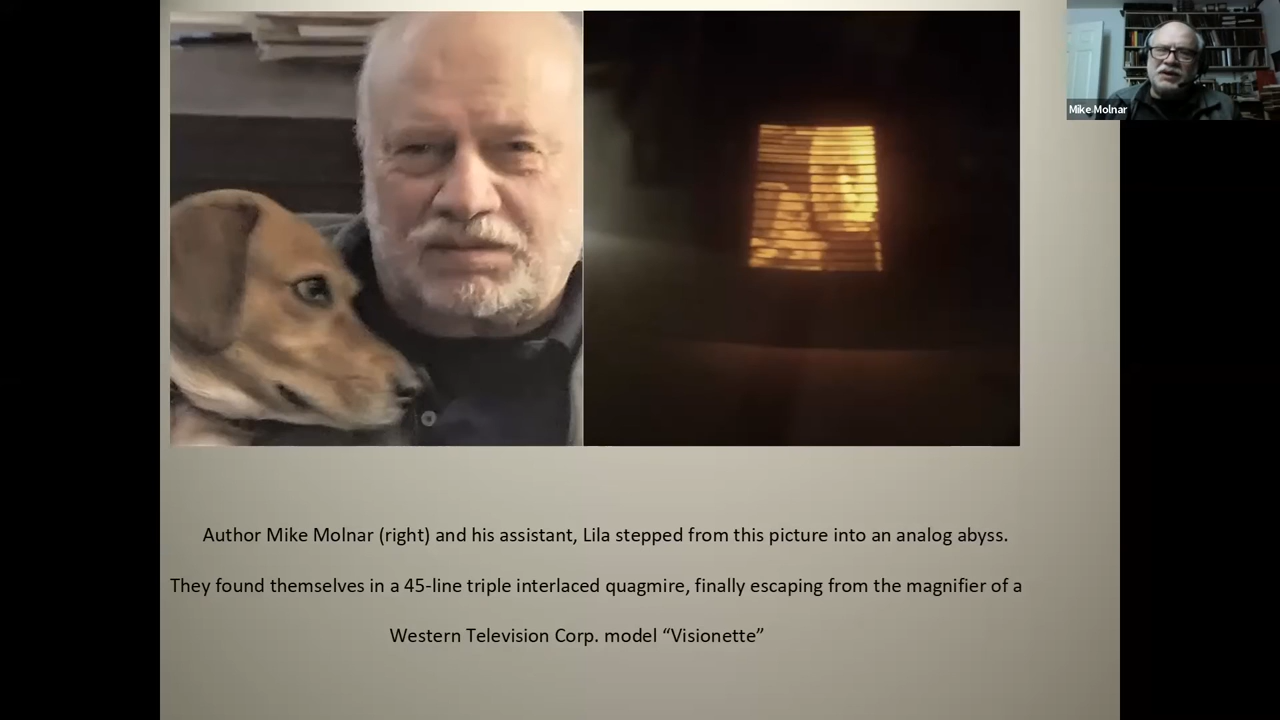 Mike Molnar
Author Mike Molnar (right) and his assistant, Lila stepped from this picture into an analog abyss.
They found themselves in a 45-line triple interlaced quagmire, finally escaping from the magnifier of a
Western Television Corp. model “Visionette”